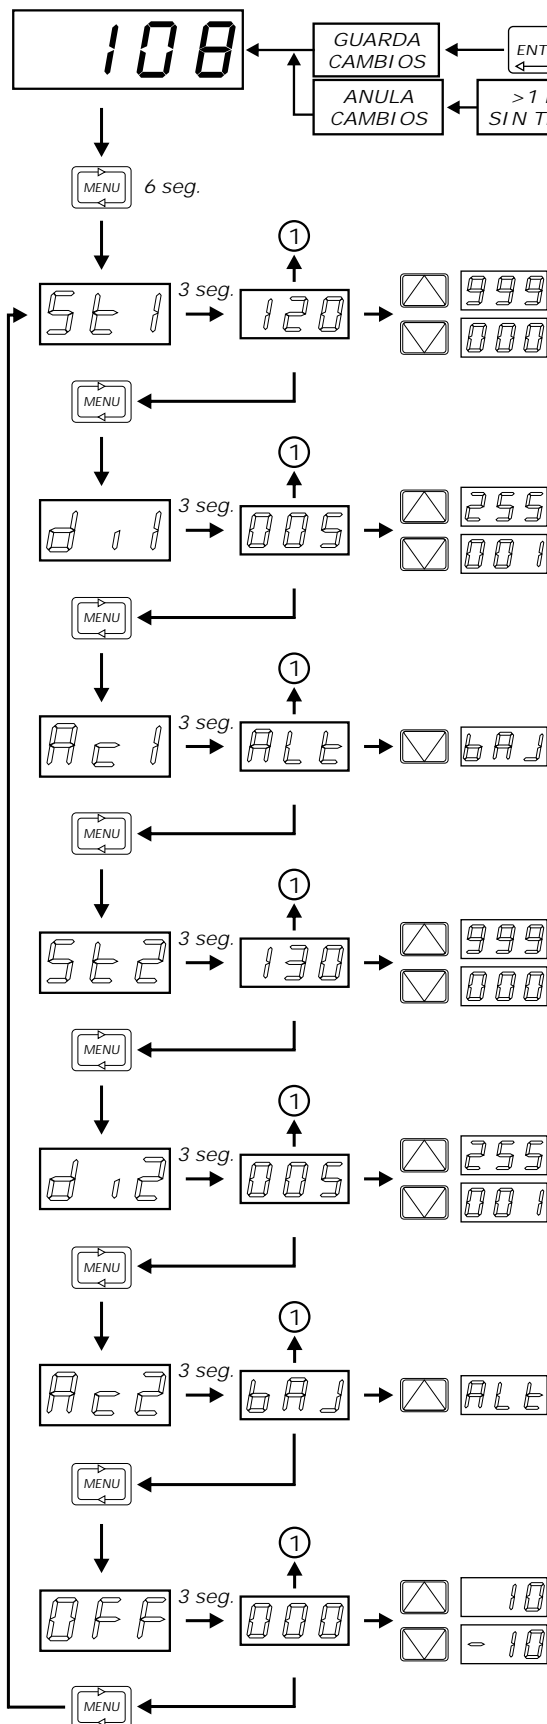 108
GUARDA
CAMBIOS
ENT
ANULA
CAMBIOS
>1
SIN T
MENU 6 seg.
1
St1 3 seg. 120 999
000
MENU
1
di1 3 seg. 005 255
001
MENU
1
Ac1 3 seg. ALt bAJ
MENU
1
St2 3 seg. 130 999
000
MENU
1
di2 3 seg. 005 255
001
MENU
1
Ac2 3 seg. bAJ ALt
MENU
1
OFF 3 seg. 000 10
-10
MENU